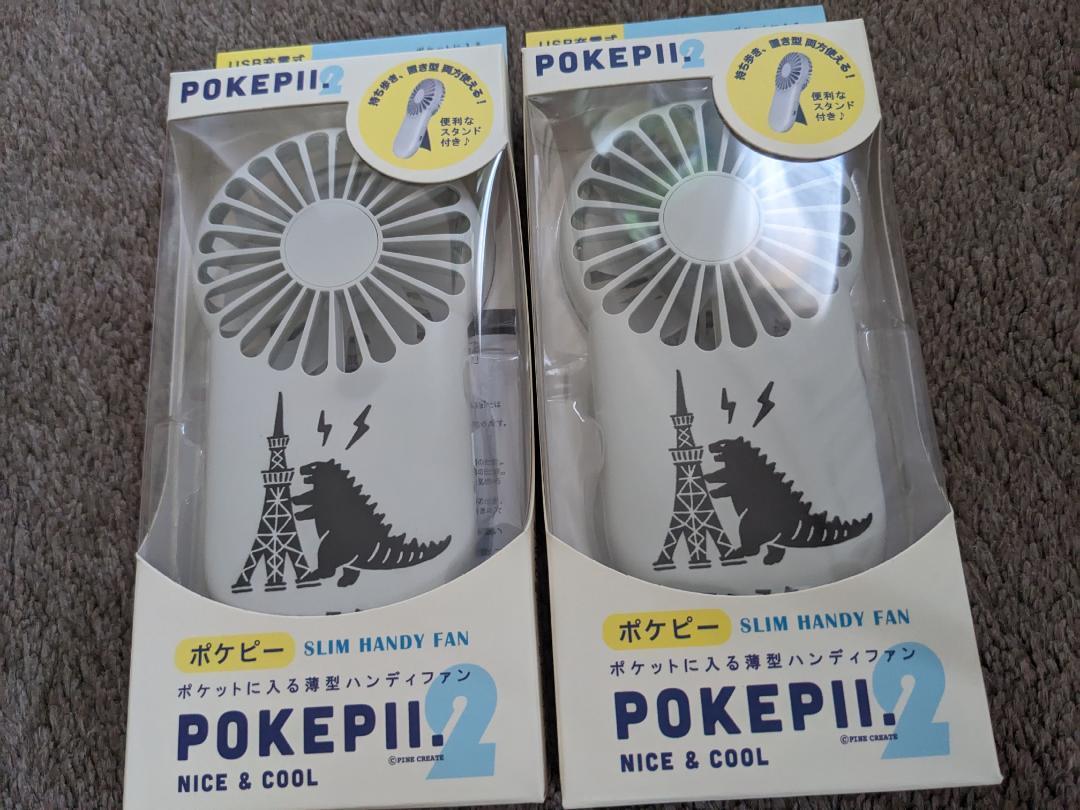 USB充電式
POKEPII.2
持ち歩き、置き型 両方使える!
便利な
スタンド
付き♪
ポケピー SLIM HANDY FAN
ポケットに入る薄型ハンディファン
POKEPII.2
©PINE CREATE
NICE & COOL
USB充電式
POKEPII.2
持ち歩き、置き型 両方使える!
便利な
スタンド
付き♪
ポケピー SLIM HANDY FAN
ポケットに入る薄型ハンディファン
POKEPII.2
©PINE CREATE
NICE & COOL